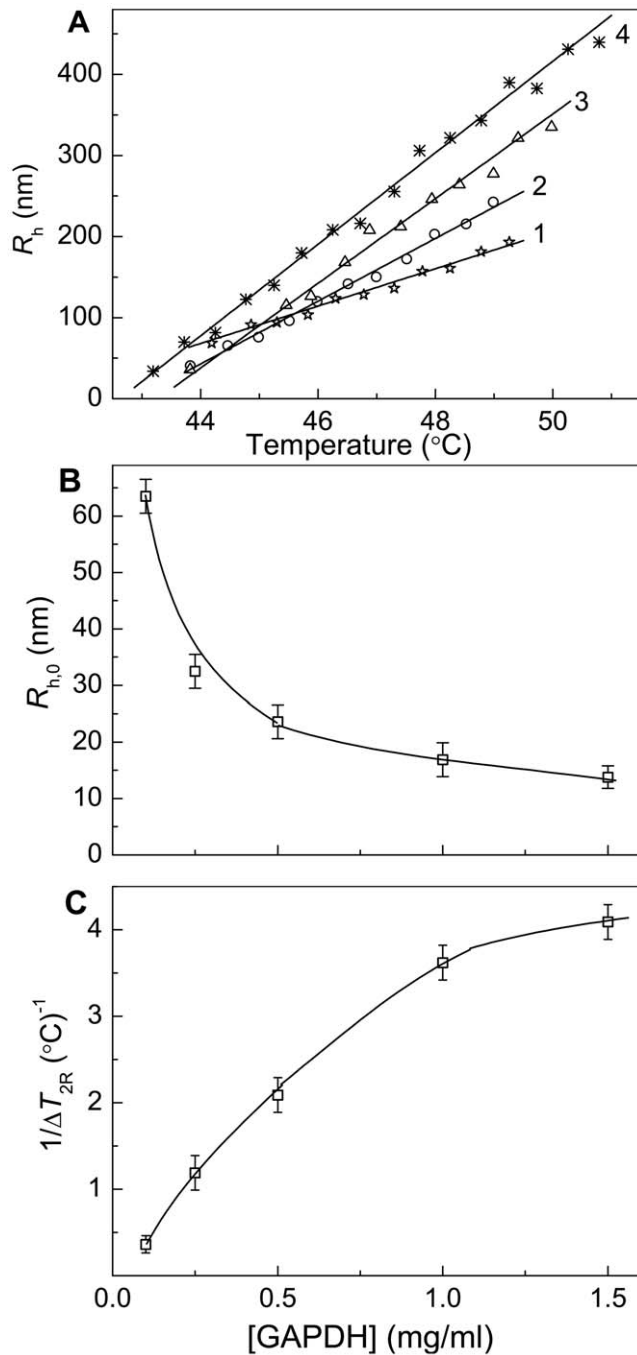 A
400
300
200
100
0
R_h (nm)
4
3
2
1
44 46 48 50
Temperature (°C)
B
60
50
40
30
20
10
0
R_h,0 (nm)
C
4
3
2
1
1/ΔT_2R (°C)^-1
0.0 0.5 1.0 1.5
[GAPDH] (mg/ml)